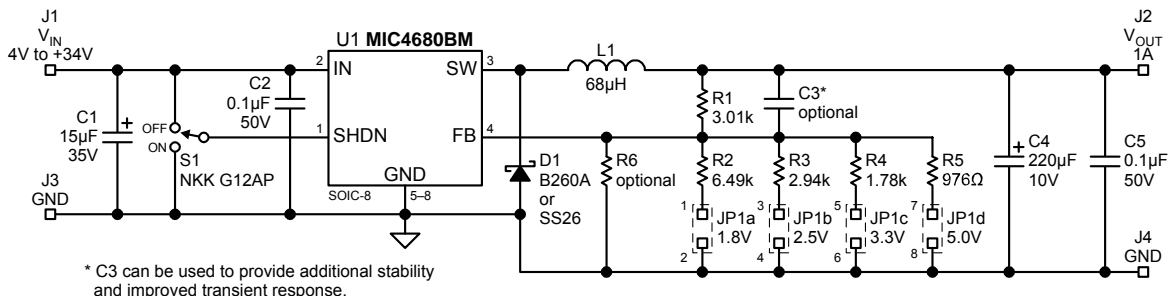 J1
VIN
4V to +34V
J3
GND
C1
15µF
35V
+
OFF
ON
S1
NKK G12AP
C2
0.1µF
50V
U1 MIC4680BM
2 IN
SW 3
1 SHDN
FB 4
GND
SOIC-8
5–8
L1
68µH
D1
B260A
or
SS26
R1
3.01k
C3*
optional
R6
optional
R2
6.49k
R3
2.94k
R4
1.78k
R5
976Ω
1
JP1a
1.8V
2
3
JP1b
2.5V
4
5
JP1c
3.3V
6
7
JP1d
5.0V
8
+
C4
220µF
10V
C5
0.1µF
50V
J2
VOUT
1A
J4
GND
* C3 can be used to provide additional stability
and improved transient response.